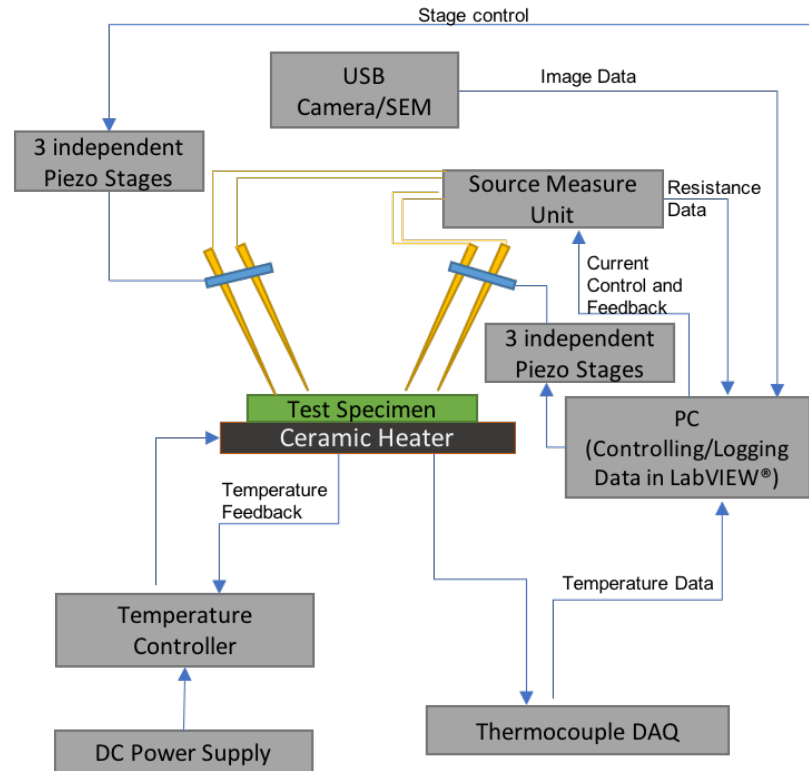 Stage control
USB
Camera/SEM
Image Data
3 independent
Piezo Stages
Source Measure
Unit
Resistance
Data
Current
Control and
Feedback
3 independent
Piezo Stages
Test Specimen
Ceramic Heater
PC
(Controlling/Logging
Data in LabVIEW®)
Temperature
Feedback
Temperature Data
Temperature
Controller
Thermocouple DAQ
DC Power Supply